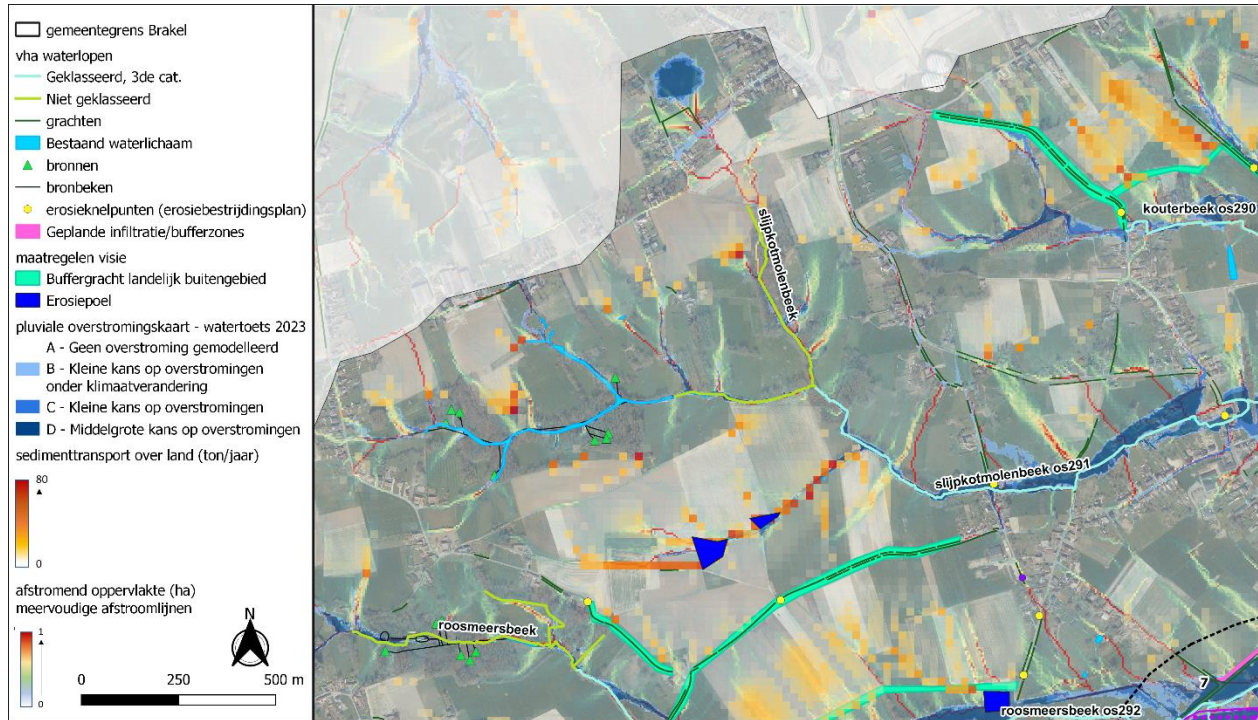 gemeentegrens Brakel
vha waterlopen
Geklasseerd, 3de cat.
Niet geklasseerd
grachten
Bestaand waterlichaam
bronnen
bronbeken
erosieknelpunten (erosiebestrijdingsplan)
Geplande infiltratie/bufferzones
maatregelen visie
Buffergracht landelijk buitengebied
Erosiepoel
pluviale overstromingskaart - watertoets 2023
A - Geen overstroming gemodelleerd
B - Kleine kans op overstromingen
onder klimaatverandering
C - Kleine kans op overstromingen
D - Middelgrote kans op overstromingen
sedimenttransport over land (ton/jaar)
80
0
afstromend oppervlakte (ha)
meervoudige afstroomlijnen
1
0
N
0 250 500 m
kouterbeek os290
slijpkotmolenbeek
slijpkotmolenbeek os291
roosmeersbeek
7
roosmeersbeek os292